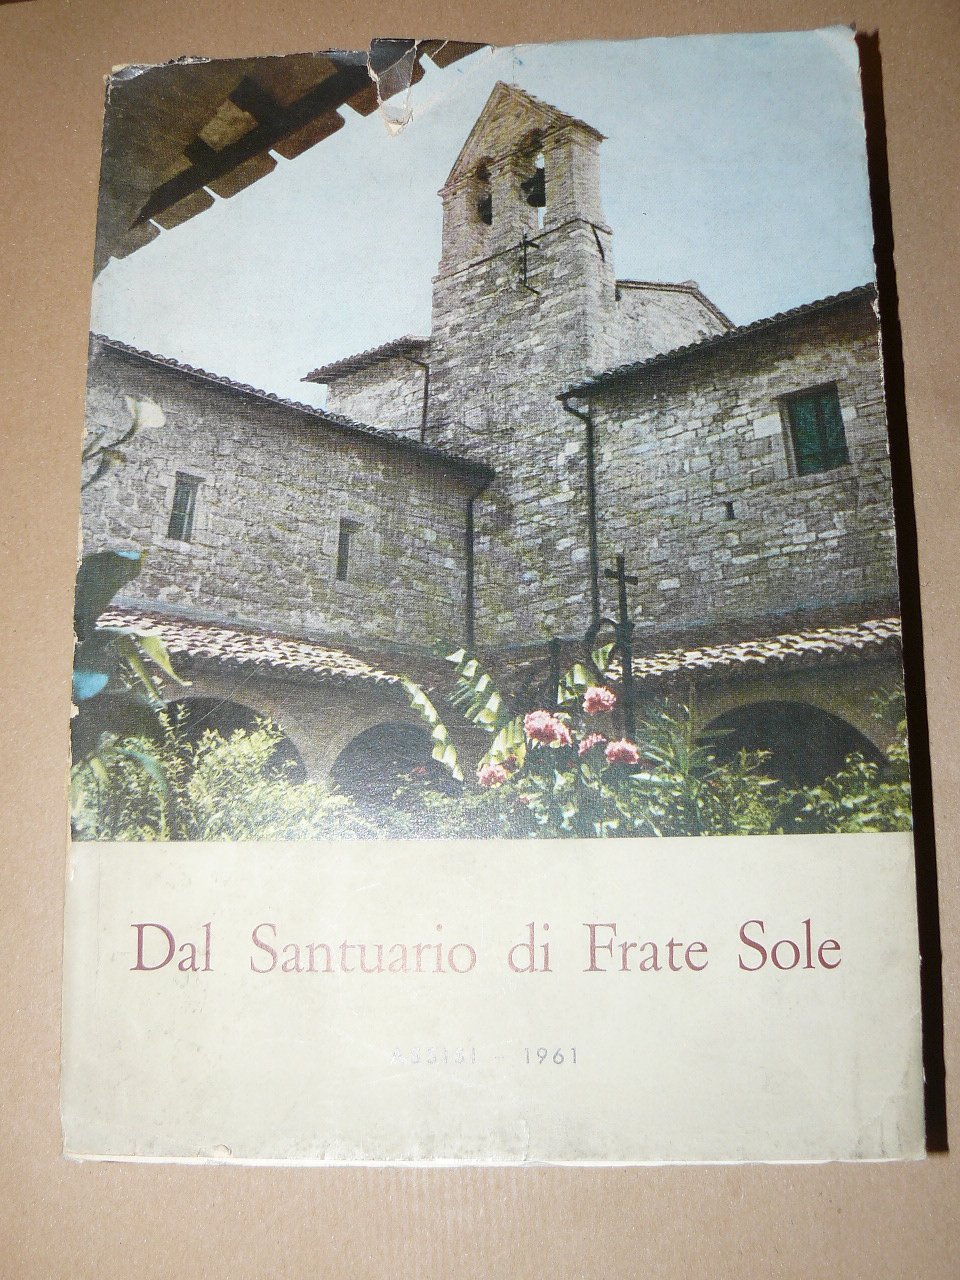 Dal Santuario di Frate Sole
ASSISI - 1961